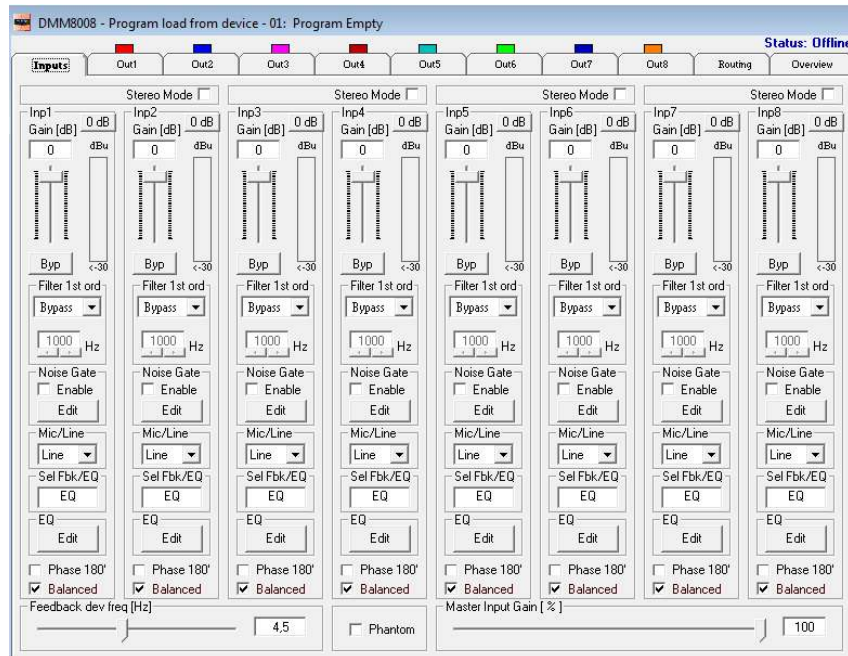 DMM8008 - Program load from device - 01: Program Empty
Status: Offline
Inputs Out1 Out2 Out3 Out4 Out5 Out6 Out7 Out8 Routing Overview
Stereo Mode Stereo Mode Stereo Mode Stereo Mode
Inp1 Inp2 Inp3 Inp4 Inp5 Inp6 Inp7 Inp8
Gain [dB] 0 dB Gain [dB] 0 dB Gain [dB] 0 dB Gain [dB] 0 dB Gain [dB] 0 dB Gain [dB] 0 dB Gain [dB] 0 dB Gain [dB] 0 dB
0 dBu 0 dBu 0 dBu 0 dBu 0 dBu 0 dBu 0 dBu 0 dBu
Byp <-30 Byp <-30 Byp <-30 Byp <-30 Byp <-30 Byp <-30 Byp <-30 Byp <-30
Filter 1st ord Filter 1st ord Filter 1st ord Filter 1st ord Filter 1st ord Filter 1st ord Filter 1st ord Filter 1st ord
Bypass Bypass Bypass Bypass Bypass Bypass Bypass Bypass
1000 Hz 1000 Hz 1000 Hz 1000 Hz 1000 Hz 1000 Hz 1000 Hz 1000 Hz
Noise Gate Noise Gate Noise Gate Noise Gate Noise Gate Noise Gate Noise Gate Noise Gate
Enable Enable Enable Enable Enable Enable Enable Enable
Edit Edit Edit Edit Edit Edit Edit Edit
Mic/Line Mic/Line Mic/Line Mic/Line Mic/Line Mic/Line Mic/Line Mic/Line
Line Line Line Line Line Line Line Line
Sel Fbk/EQ Sel Fbk/EQ Sel Fbk/EQ Sel Fbk/EQ Sel Fbk/EQ Sel Fbk/EQ Sel Fbk/EQ Sel Fbk/EQ
EQ EQ EQ EQ EQ EQ EQ EQ
EQ EQ EQ EQ EQ EQ EQ EQ
Edit Edit Edit Edit Edit Edit Edit Edit
Phase 180' Phase 180' Phase 180' Phase 180' Phase 180' Phase 180' Phase 180' Phase 180'
Balanced Balanced Balanced Balanced Balanced Balanced Balanced Balanced
Feedback dev freq [Hz] Master Input Gain [ % ]
4,5 Phantom 100